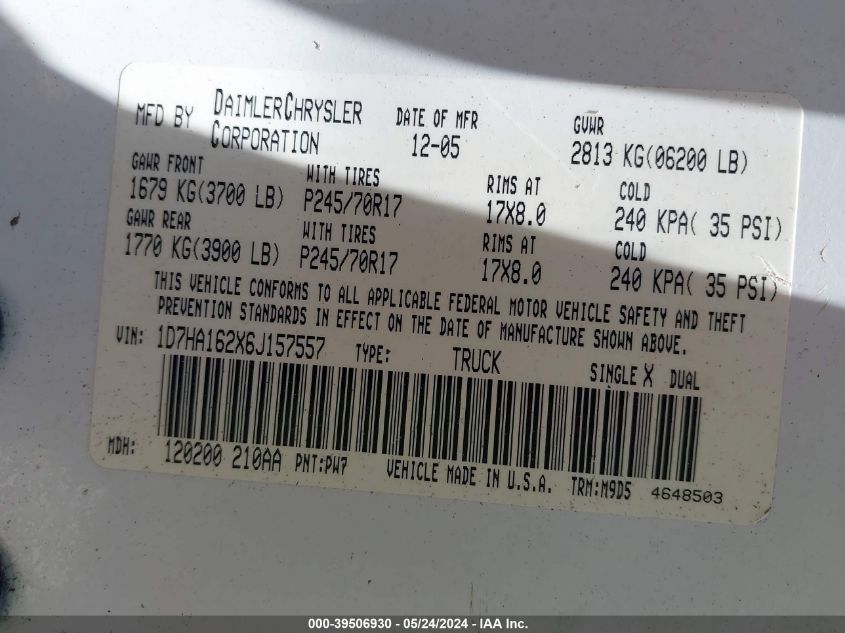 MFD BY DAIMLERCHRYSLER CORPORATION DATE OF MFR 12-05 GVWR 2813 KG(06200 LB)
GAWR FRONT WITH TIRES RIMS AT COLD
1679 KG(3700 LB) P245/70R17 17X8.0 240 KPA( 35 PSI)
GAWR REAR WITH TIRES RIMS AT COLD
1770 KG(3900 LB) P245/70R17 17X8.0 240 KPA( 35 PSI)
THIS VEHICLE CONFORMS TO ALL APPLICABLE FEDERAL MOTOR VEHICLE SAFETY AND THEFT
PREVENTION STANDARDS IN EFFECT ON THE DATE OF MANUFACTURE SHOWN ABOVE.
VIN: 1D7HA162X6J157557 TYPE: TRUCK SINGLE X DUAL
MDH: 120200 210AA PNT:PW7 VEHICLE MADE IN U.S.A. TRM:M9D5 4648503
000-39506930 - 05/24/2024 - IAA Inc.